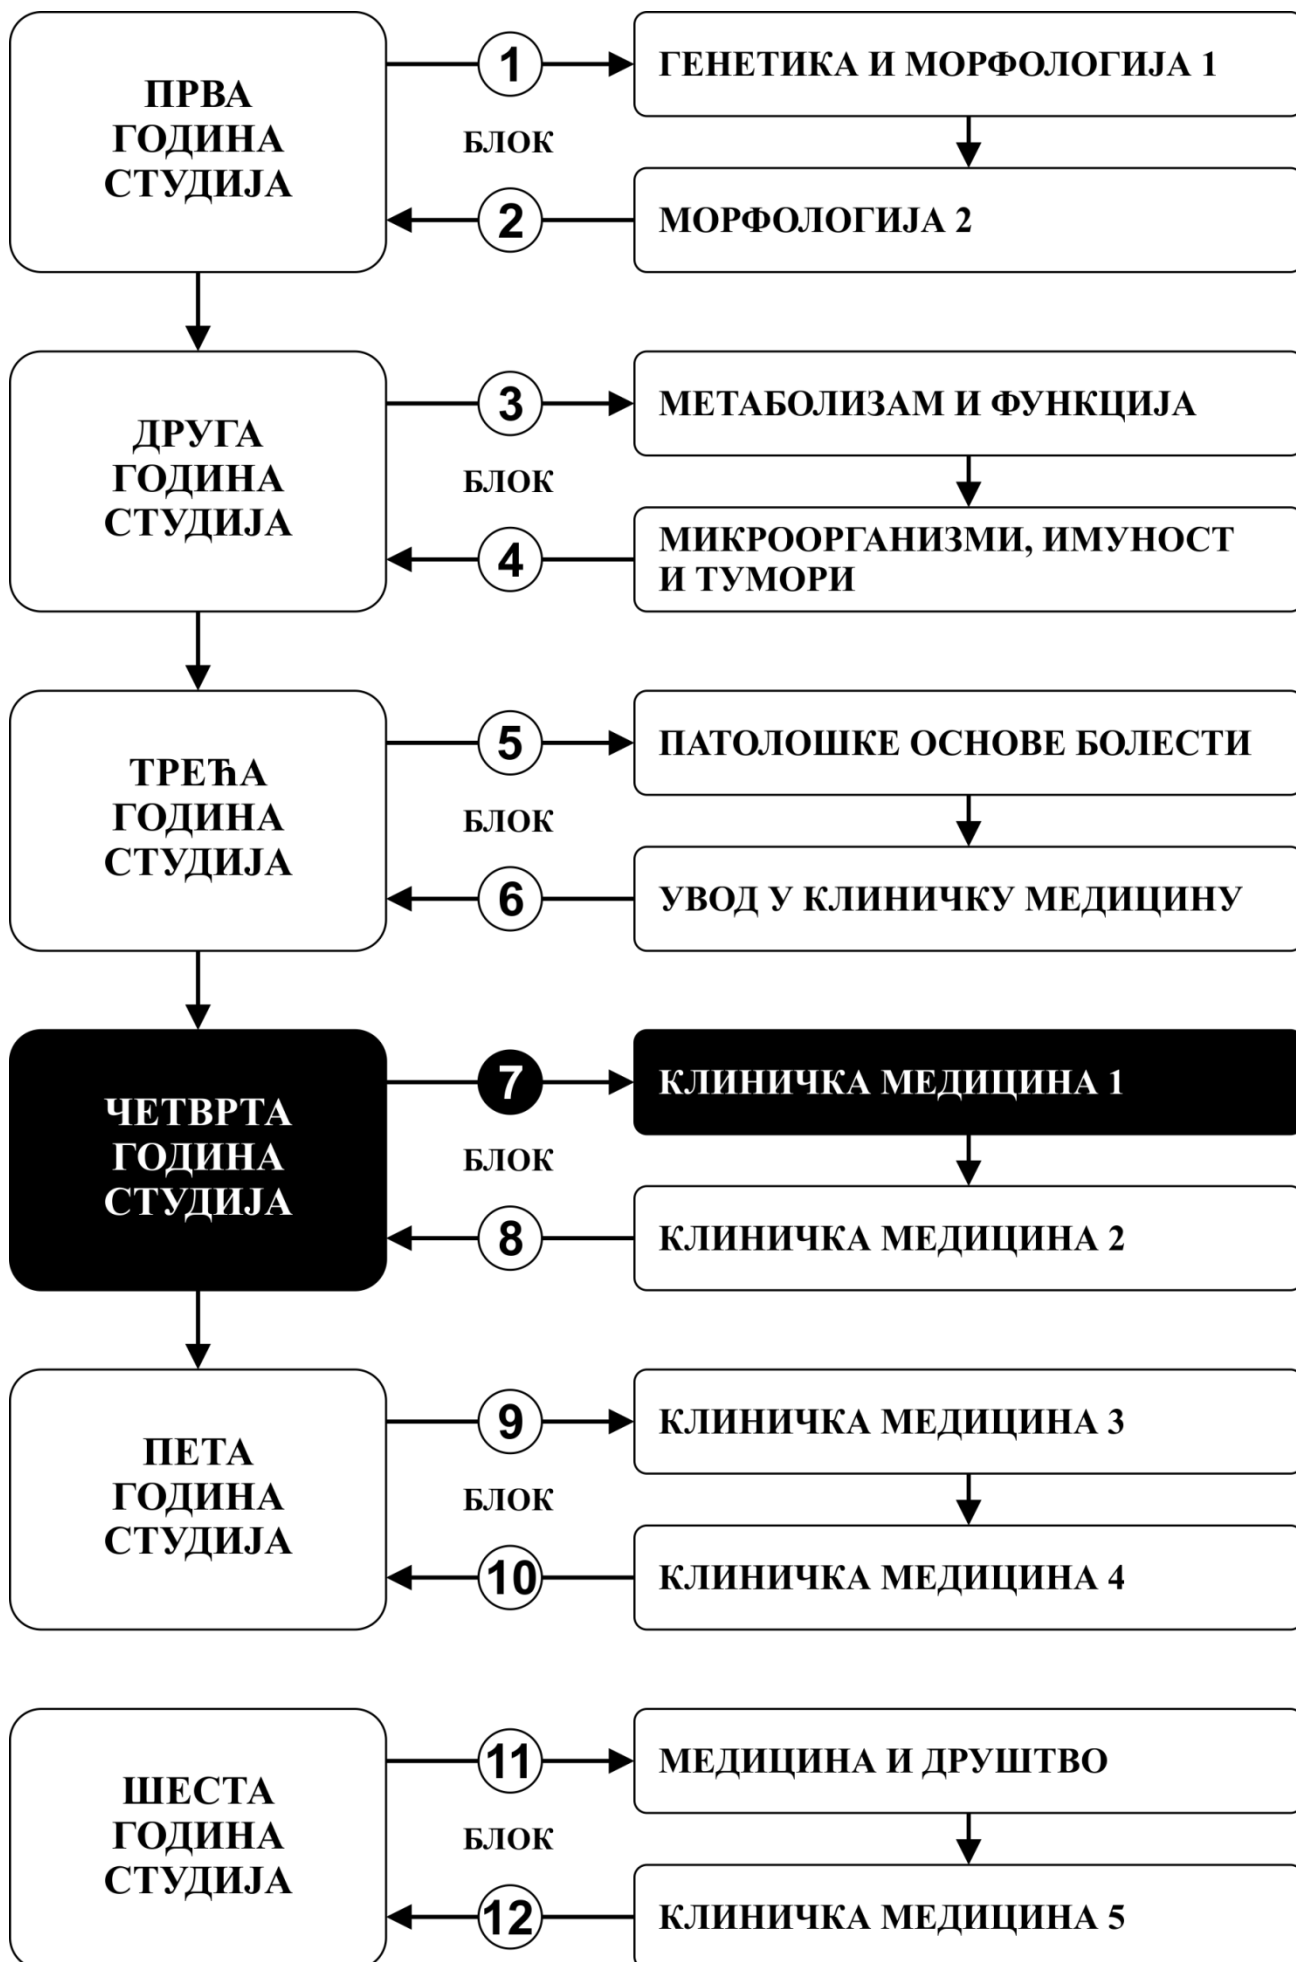 ПРВА
ГОДИНА
СТУДИЈА
1
БЛОК
2
ГЕНЕТИКА И МОРФОЛОГИЈА 1
МОРФОЛОГИЈА 2
ДРУГА
ГОДИНА
СТУДИЈА
3
БЛОК
4
МЕТАБОЛИЗАМ И ФУНКЦИЈА
МИКРООРГАНИЗМИ, ИМУНОСТ
И ТУМОРИ
ТРЕЋА
ГОДИНА
СТУДИЈА
5
БЛОК
6
ПАТОЛОШКЕ ОСНОВЕ БОЛЕСТИ
УВОД У КЛИНИЧКУ МЕДИЦИНУ
ЧЕТВРТА
ГОДИНА
СТУДИЈА
7
БЛОК
8
КЛИНИЧКА МЕДИЦИНА 1
КЛИНИЧКА МЕДИЦИНА 2
ПЕТА
ГОДИНА
СТУДИЈА
9
БЛОК
10
КЛИНИЧКА МЕДИЦИНА 3
КЛИНИЧКА МЕДИЦИНА 4
ШЕСТА
ГОДИНА
СТУДИЈА
11
БЛОК
12
МЕДИЦИНА И ДРУШТВО
КЛИНИЧКА МЕДИЦИНА 5